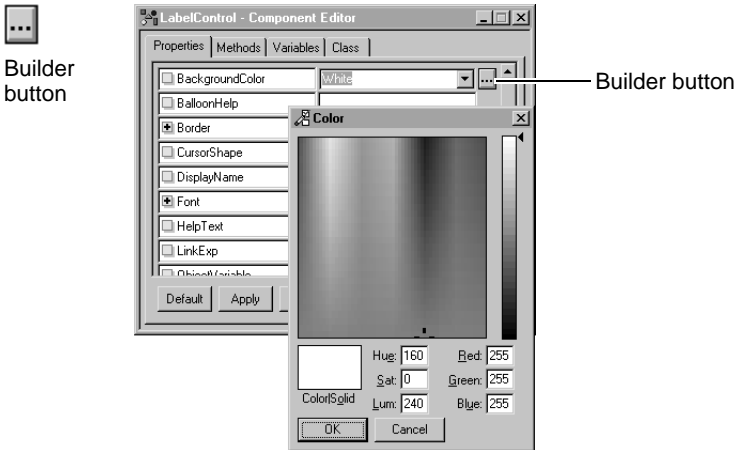 ...
Builder
button
LabelControl - Component Editor
Properties Methods Variables Class
BackgroundColor White ...
Builder button
BalloonHelp
Border
CursorShape
DisplayName
Font
HelpText
LinkExp
ObjectVariable
Default Apply
Color
Hue: 160 Red: 255
Sat: 0 Green: 255
Color|Solid
Lum: 240 Blue: 255
OK Cancel